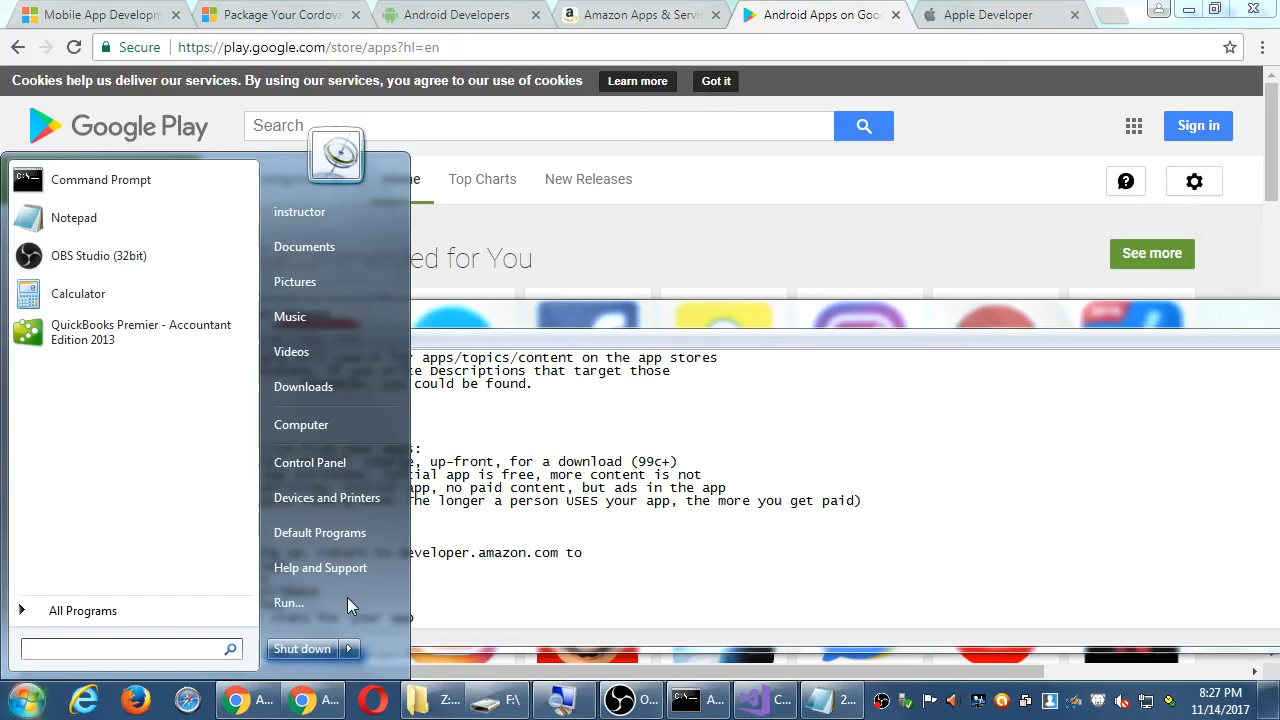 Mobile App Developm
Package Your Cordova
Android Developers
Amazon Apps & Servic
Android Apps on Goo
Apple Developer
Secure
https://play.google.com/store/apps?hl=en
Cookies help us deliver our services. By using our services, you agree to our use of cookies
Learn more
Got it
Google Play
Search
Sign in
Top Charts
New Releases
ed for You
See more
Command Prompt
Notepad
OBS Studio (32bit)
Calculator
QuickBooks Premier - Accountant
Edition 2013
All Programs
instructor
Documents
Pictures
Music
Videos
Downloads
Computer
Control Panel
Devices and Printers
Default Programs
Help and Support
Run...
Shut down
apps/topics/content on the app stores
te Descriptions that target those
could be found.
, up-front, for a download (99c+)
app is free, more content is not
app, no paid content, but ads in the app
he longer a person USES your app, the more you get paid)
developer.amazon.com to
A...
A...
Z:...
F:\
O...
A...
C...
2...
8:27 PM
11/14/2017